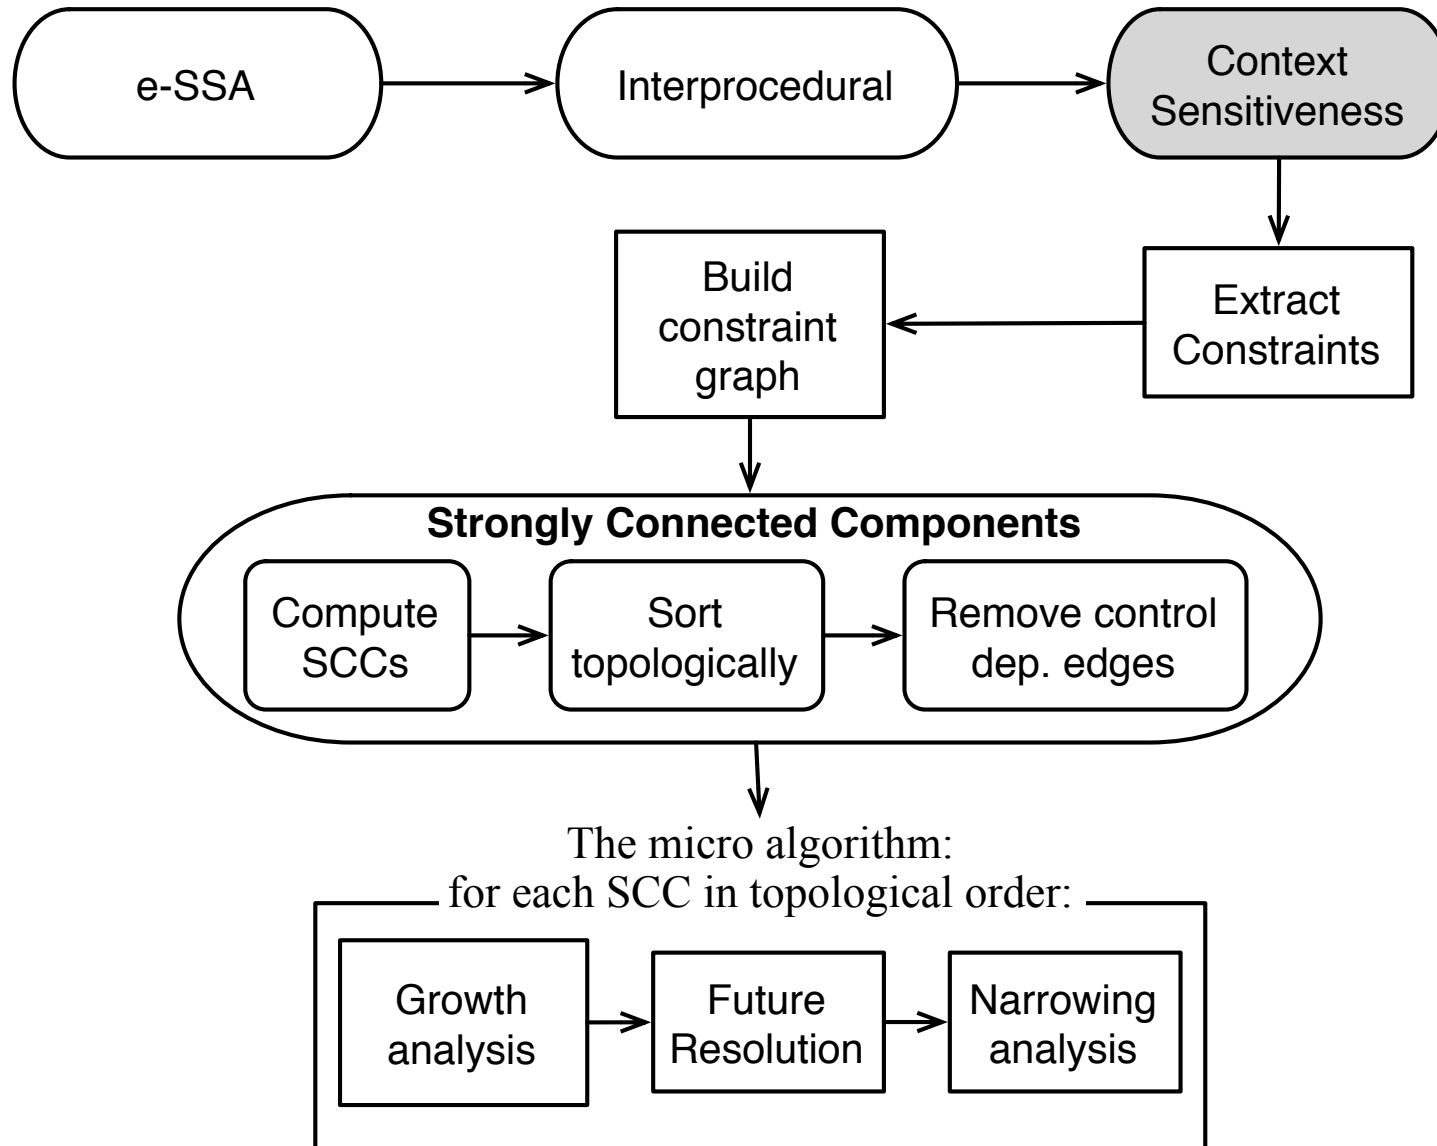 e-SSA
Interprocedural
Context
Sensitiveness
Build
constraint
graph
Extract
Constraints
Strongly Connected Components
Compute
SCCs
Sort
topologically
Remove control
dep. edges
The micro algorithm:
for each SCC in topological order:
Growth
analysis
Future
Resolution
Narrowing
analysis